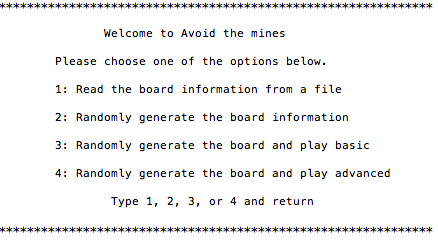 **************************************************************
Welcome to Avoid the mines
Please choose one of the options below.
1: Read the board information from a file
2: Randomly generate the board information
3: Randomly generate the board and play basic
4: Randomly generate the board and play advanced
Type 1, 2, 3, or 4 and return
**************************************************************